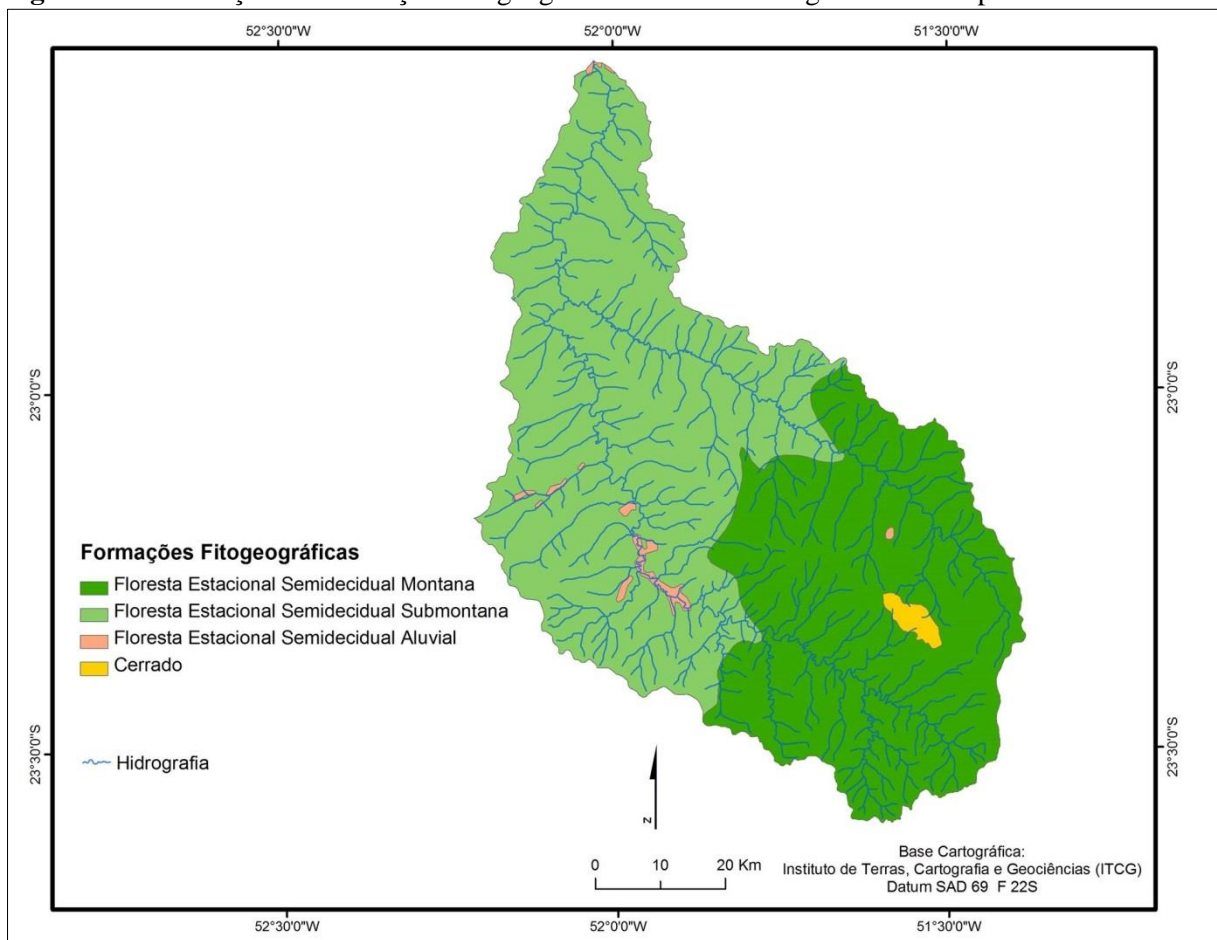 52°30'0"W 52°0'0"W 51°30'0"W
23°0'0"S 23°0'0"S
Formações Fitogeográficas
Floresta Estacional Semidecidual Montana
Floresta Estacional Semidecidual Submontana
Floresta Estacional Semidecidual Aluvial
Cerrado
Hidrografia
23°30'0"S 23°30'0"S
N
0 10 20 Km
Base Cartográfica:
Instituto de Terras, Cartografia e Geociências (ITCG)
Datum SAD 69 F 22S
52°30'0"W 52°0'0"W 51°30'0"W